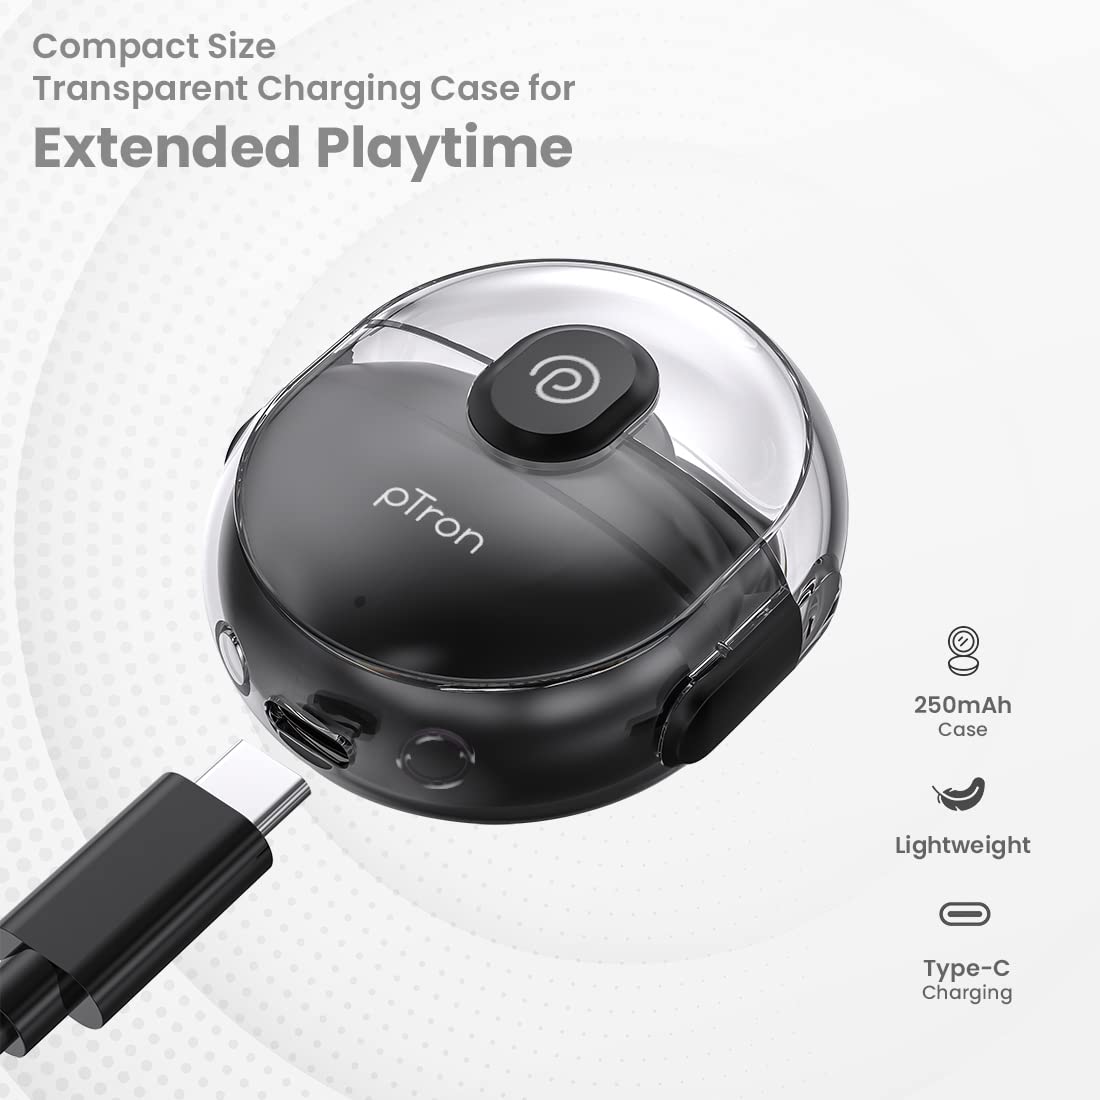 Compact Size
Transparent Charging Case for
Extended Playtime
pTron
250mAh
Case
Lightweight
Type-C
Charging